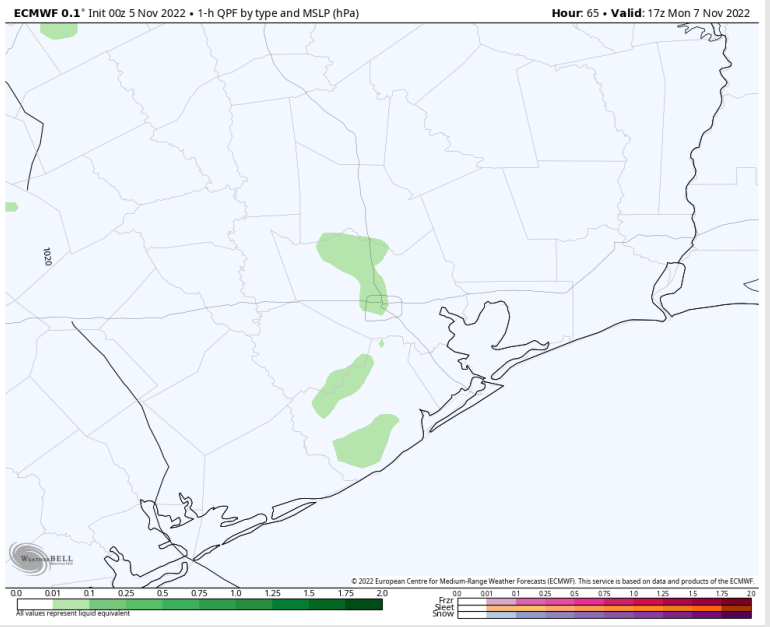 ECMWF 0.1° Init 00z 5 Nov 2022 • 1-h QPF by type and MSLP (hPa) Hour: 65 • Valid: 17z Mon 7 Nov 2022
1020
WEATHERBELL
© 2022 European Centre for Medium-Range Weather Forecasts (ECMWF). This service is based on data and products of the ECMWF.
0.0 0.01 0.1 0.25 0.5 0.75 1.0 1.25 1.5 1.75 2.0
All values represent liquid equivalent
0.0 0.01 0.1 0.25 0.5 0.75 1.0 1.25 1.5 1.75 2.0
Frzr
Sleet
Snow